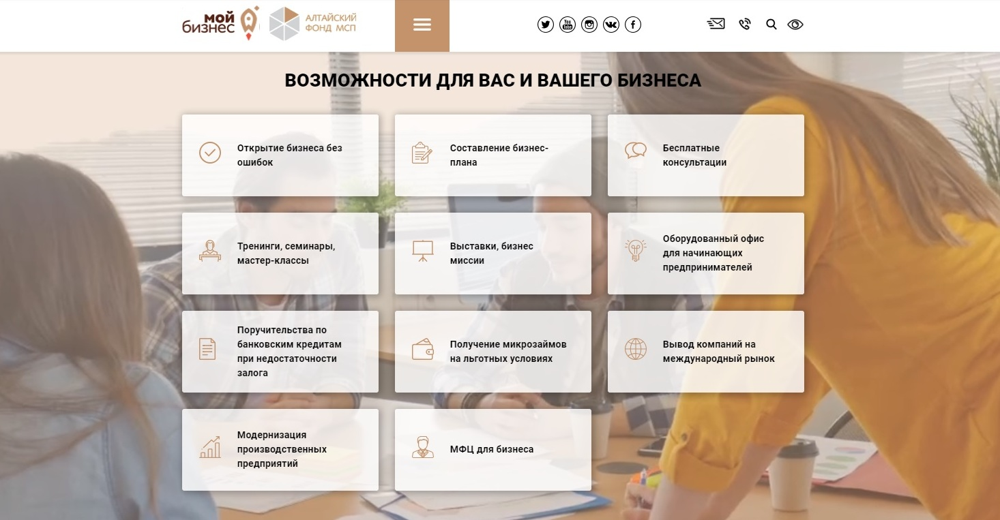 МОЙ
бизнес
АЛТАЙСКИЙ
ФОНД МСП
You
Tube
ВОЗМОЖНОСТИ ДЛЯ ВАС И ВАШЕГО БИЗНЕСА
Открытие бизнеса без
ошибок
Составление бизнес-
плана
Бесплатные
консультации
Тренинги, семинары,
мастер-классы
Выставки, бизнес
миссии
Оборудованный офис
для начинающих
предпринимателей
Поручительства по
банковским кредитам
при недостаточности
залога
Получение микрозаймов
на льготных условиях
Вывод компаний на
международный рынок
Модернизация
производственных
предприятий
МФЦ для бизнеса